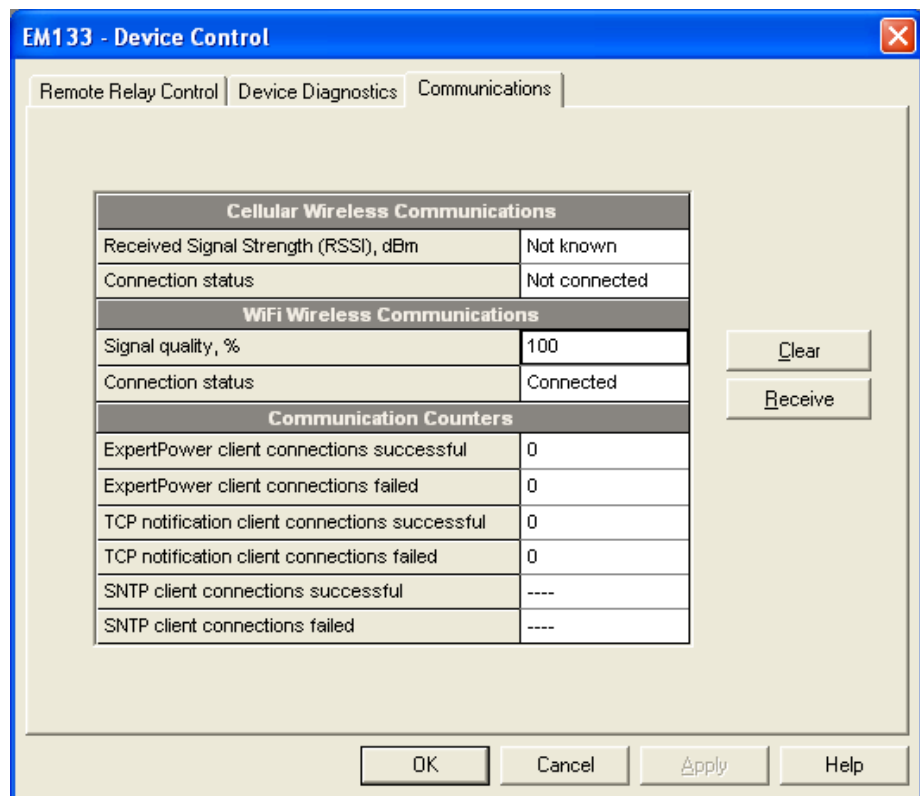 EM133 - Device Control
Remote Relay Control Device Diagnostics Communications
Cellular Wireless Communications
Received Signal Strength (RSSI), dBm Not known
Connection status Not connected
WiFi Wireless Communications
Signal quality, % 100
Connection status Connected
Communication Counters
ExpertPower client connections successful 0
ExpertPower client connections failed 0
TCP notification client connections successful 0
TCP notification client connections failed 0
SNTP client connections successful ----
SNTP client connections failed ----
Clear
Receive
OK Cancel Apply Help